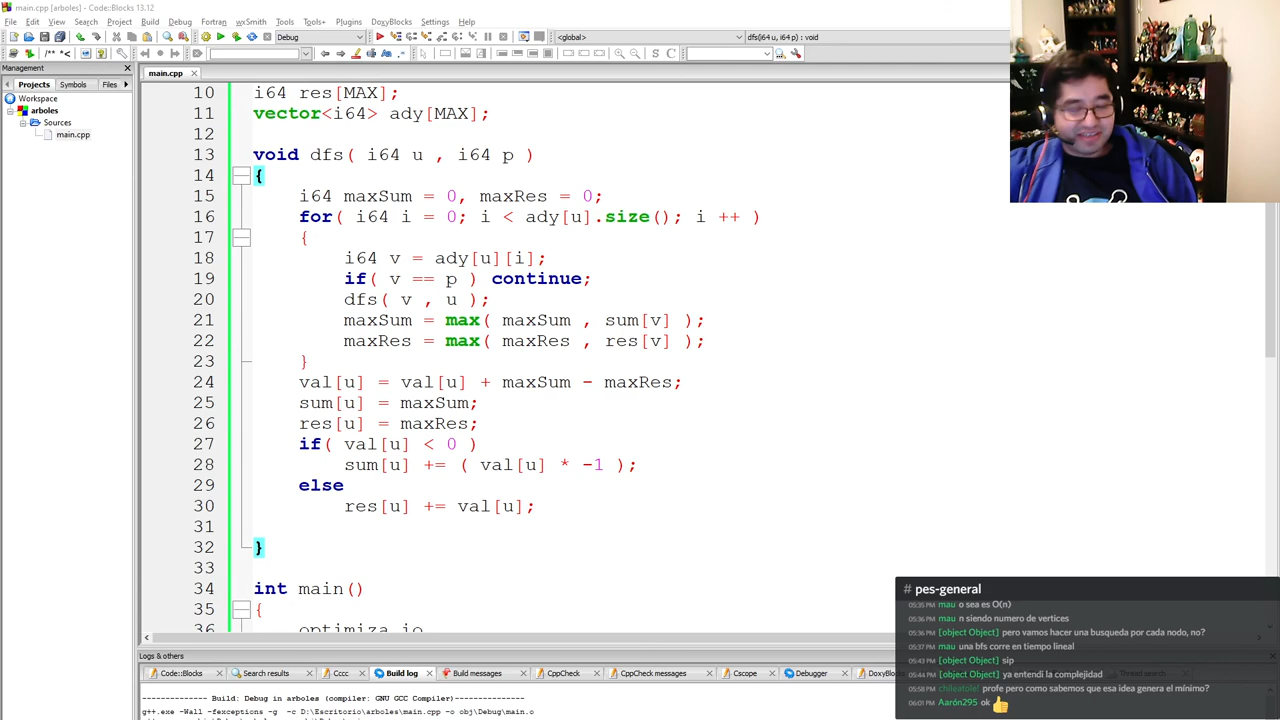 main.cpp [arboles] - Code::Blocks 13.12
File Edit View Search Project Build Debug Fortran wxSmith Tools Tools+ Plugins DoxyBlocks Settings Help
Debug <global> dfs(i64 u, i64 p) : void
/** *<
S C
Management
Projects Symbols Files
Workspace
arboles
Sources
main.cpp
main.cpp
10 i64 res[MAX];
11 vector<i64> ady[MAX];
12
13 void dfs( i64 u , i64 p )
14 {
15 i64 maxSum = 0, maxRes = 0;
16 for( i64 i = 0; i < ady[u].size(); i ++ )
17 {
18 i64 v = ady[u][i];
19 if( v == p ) continue;
20 dfs( v , u );
21 maxSum = max( maxSum , sum[v] );
22 maxRes = max( maxRes , res[v] );
23 }
24 val[u] = val[u] + maxSum - maxRes;
25 sum[u] = maxSum;
26 res[u] = maxRes;
27 if( val[u] < 0 )
28 sum[u] += ( val[u] * -1 );
29 else
30 res[u] += val[u];
31
32 }
33
34 int main()
35 {
36 optimiza_io
# pes-general
05:35 PM mau o sea es O(n)
05:36 PM mau n siendo numero de vertices
05:36 PM [object Object] pero vamos hacer una busqueda por cada nodo, no?
05:37 PM mau una bfs corre en tiempo lineal
05:43 PM [object Object] sip
05:44 PM [object Object] ya entendi la complejidad
05:58 PM chileatole! profe pero como sabemos que esa idea genera el mínimo?
06:01 PM Aarón295 ok
Logs & others
Code::Blocks Search results Cccc Build log Build messages CppCheck CppCheck messages Cscope Debugger DoxyBlocks Thread search
-------------- Build: Debug in arboles (compiler: GNU GCC Compiler)---------------
g++.exe -Wall -fexceptions -g -c D:\Escritorio\arboles\main.cpp -o obj\Debug\main.o